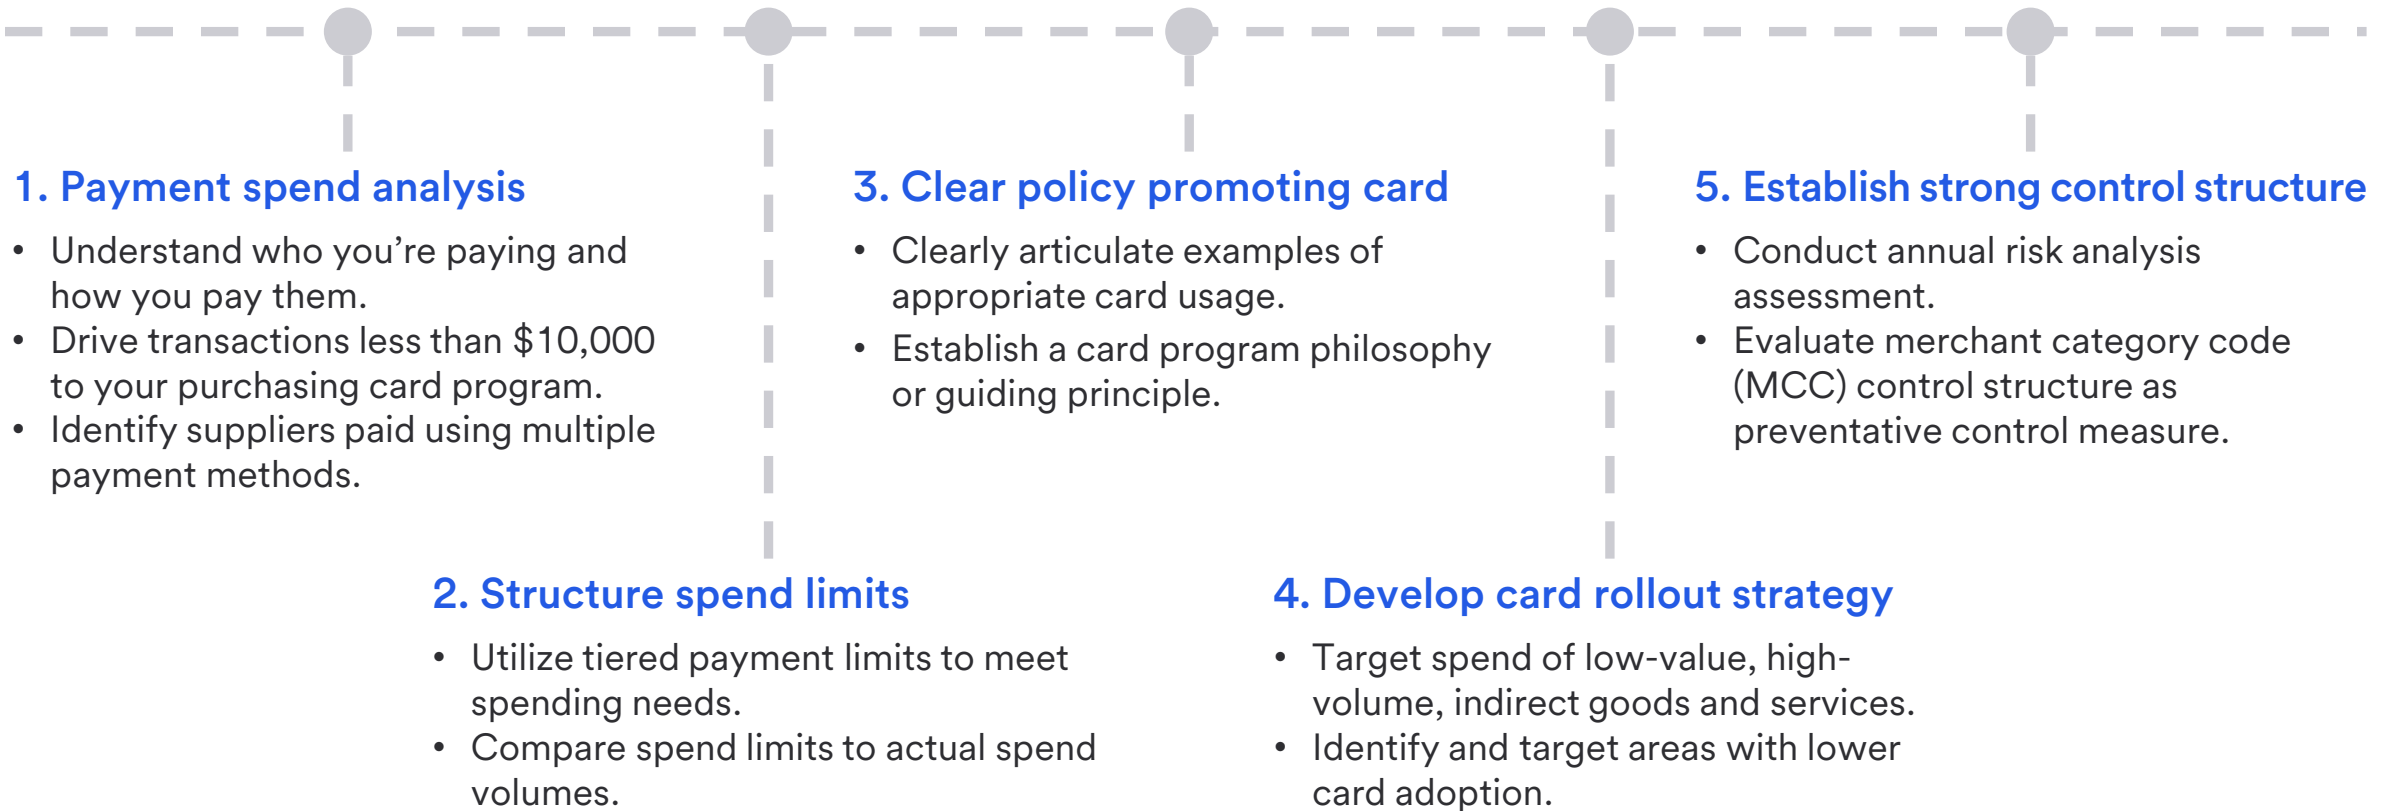 1. Payment spend analysis
• Understand who you’re paying and
how you pay them.
• Drive transactions less than $10,000
to your purchasing card program.
• Identify suppliers paid using multiple
payment methods.
2. Structure spend limits
• Utilize tiered payment limits to meet
spending needs.
• Compare spend limits to actual spend
volumes.
3. Clear policy promoting card
• Clearly articulate examples of
appropriate card usage.
• Establish a card program philosophy
or guiding principle.
4. Develop card rollout strategy
• Target spend of low-value, high-
volume, indirect goods and services.
• Identify and target areas with lower
card adoption.
5. Establish strong control structure
• Conduct annual risk analysis
assessment.
• Evaluate merchant category code
(MCC) control structure as
preventative control measure.